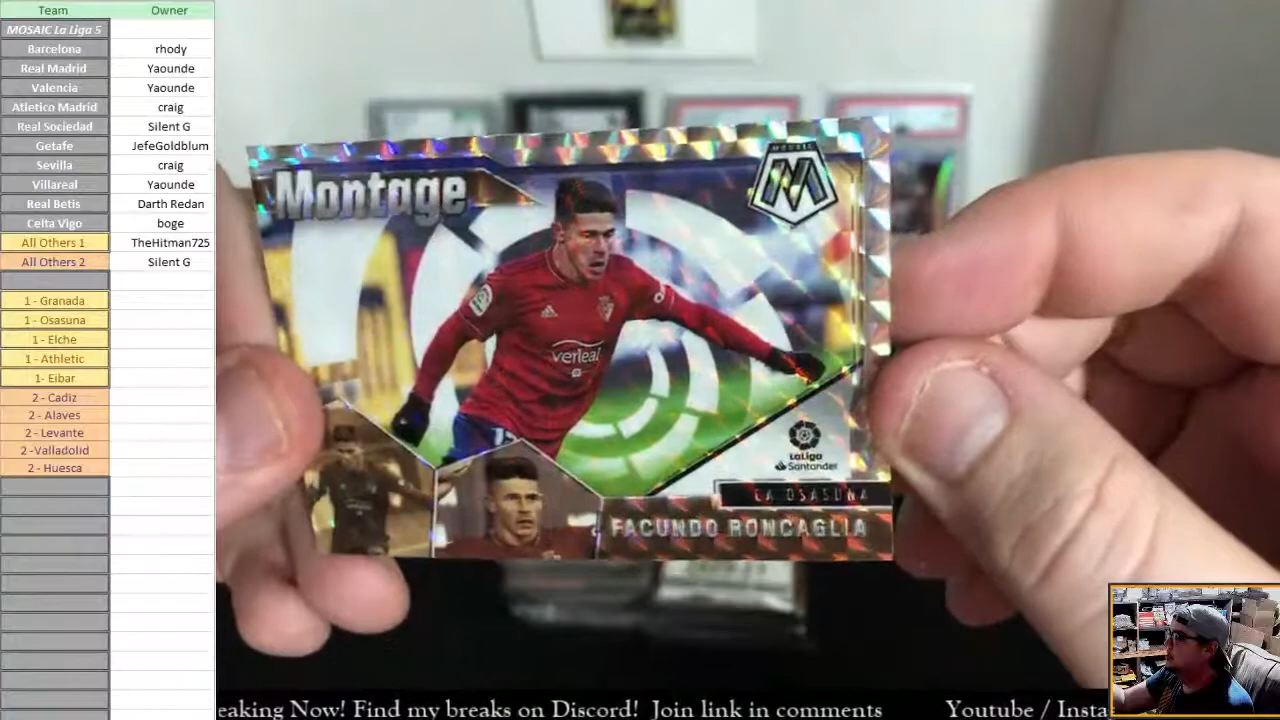 Team Owner
MOSAIC La Liga 5
Barcelona rhody
Real Madrid Yaounde
Valencia Yaounde
Atletico Madrid craig
Real Sociedad Silent G
Getafe JefeGoldblum
Sevilla craig
Villareal Yaounde
Real Betis Darth Redan
Celta Vigo boge
All Others 1 TheHitman725
All Others 2 Silent G
1 - Granada
1 - Osasuna
1 - Elche
1 - Athletic
1- Eibar
2 - Cadiz
2 - Alaves
2 - Levante
2 -Valladolid
2 - Huesca
Montage
MOSAIC
M
verleal
LaLiga
Santander
CA OSASUNA
FACUNDO RONCAGLIA
eaking Now! Find my breaks on Discord! Join link in comments Youtube / Insta